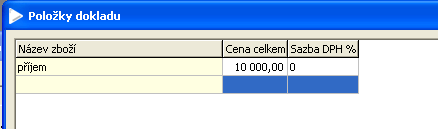 Položky dokladu
Název zboží Cena celkem Sazba DPH %
příjem 10 000,00 0